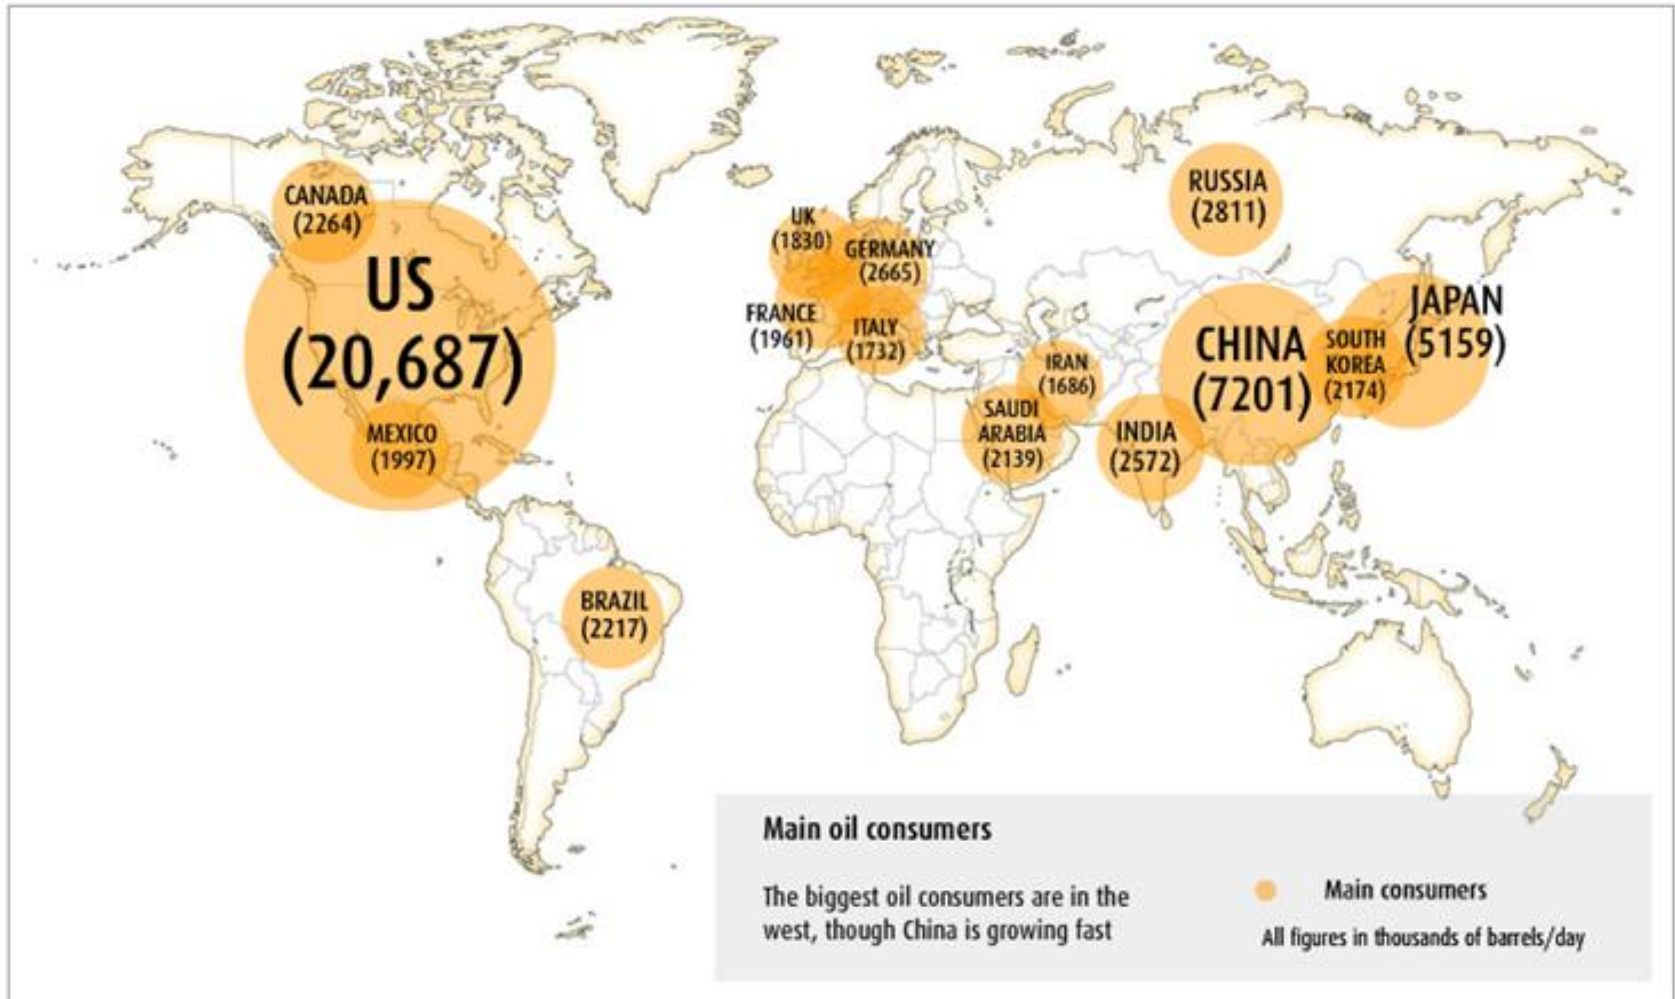 CANADA
(2264)
US
(20,687)
MEXICO
(1997)
BRAZIL
(2217)
UK
(1830)
GERMANY
(2665)
FRANCE
(1961)
ITALY
(1732)
RUSSIA
(2811)
IRAN
(1686)
SAUDI
ARABIA
(2139)
INDIA
(2572)
CHINA
(7201)
SOUTH
KOREA
(2174)
JAPAN
(5159)
Main oil consumers
The biggest oil consumers are in the
west, though China is growing fast
Main consumers
All figures in thousands of barrels/day